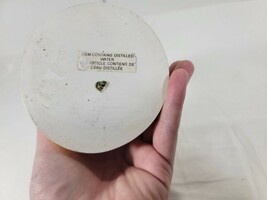 ITEM CONTAINS DISTILLED
WATER
ARTICLE CONTIENT DE
L'EAU DISTILLÉE